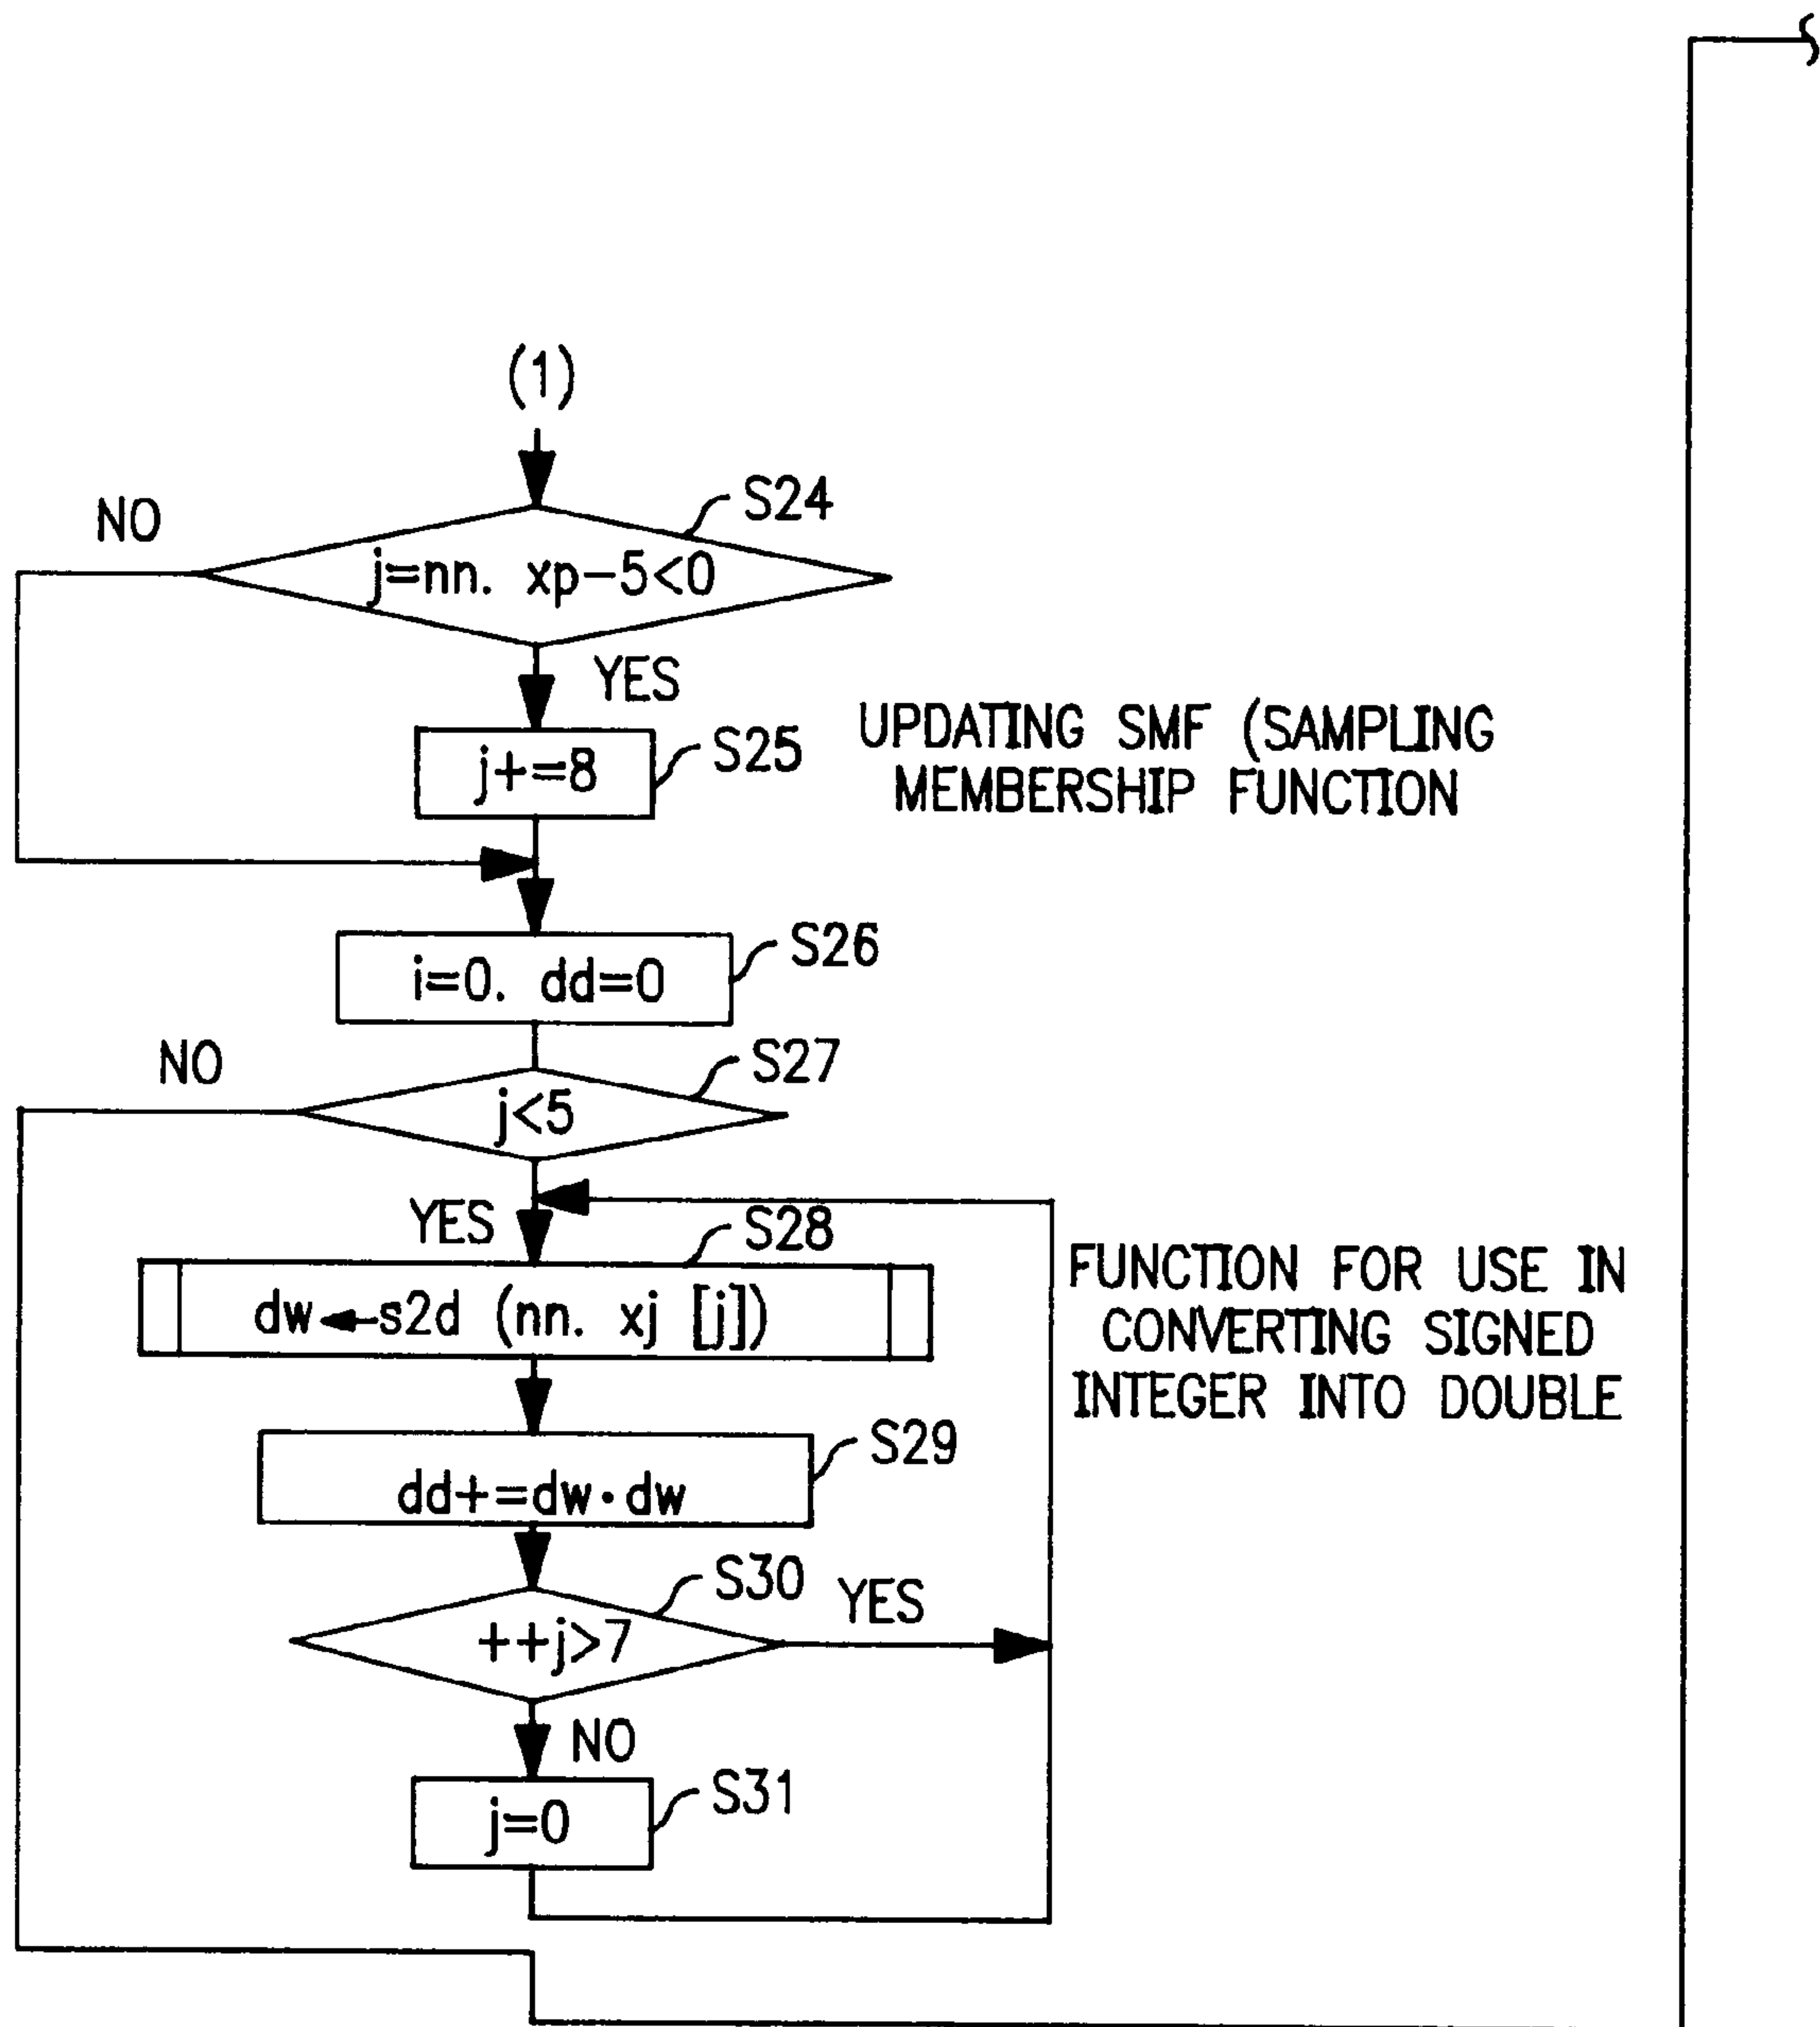 (1)
NO
S24
j=nn. xp-5<0
YES
j+=8
S25
UPDATING SMF (SAMPLING
MEMBERSHIP FUNCTION
S26
i=0. dd=0
NO
S27
j<5
YES
S28
dw←s2d (nn. xj [j])
FUNCTION FOR USE IN
CONVERTING SIGNED
INTEGER INTO DOUBLE
S29
dd+=dw·dw
S30
YES
++j>7
NO
S31
j=0